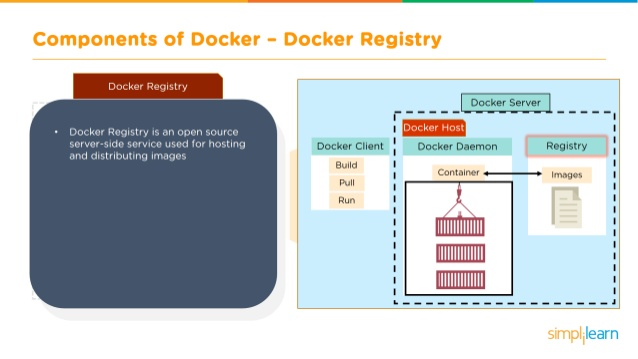 Components of Docker – Docker Registry
Docker Registry
• Docker Registry is an open source
server-side service used for hosting
and distributing images
Docker Server
Docker Host
Docker Client
Docker Daemon
Registry
Build
Pull
Run
Container
Images
simplilearn